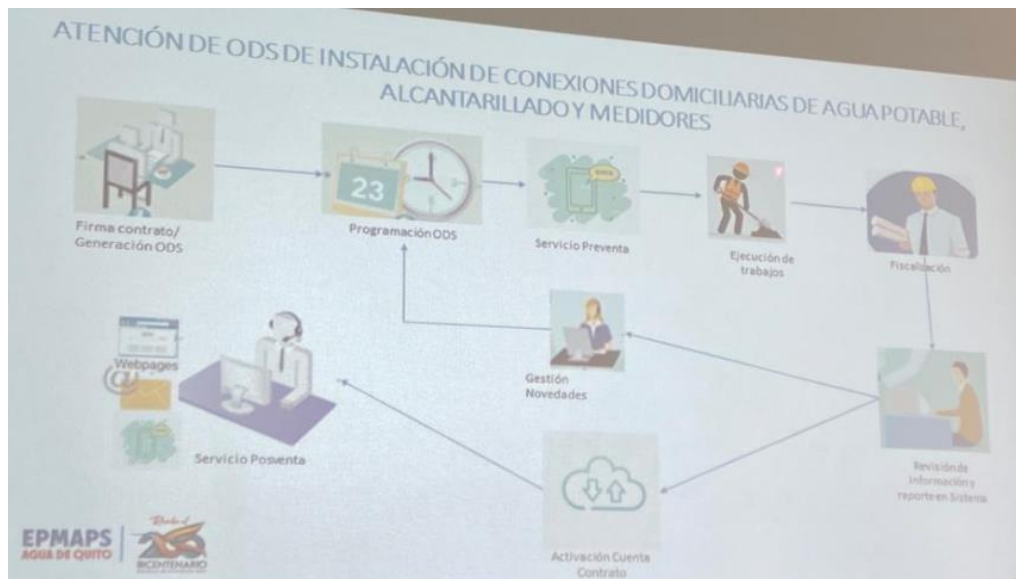 ATENCIÓN DE ODS DE INSTALACIÓN DE CONEXIONES DOMICILIARIAS DE AGUA POTABLE,
ALCANTARILLADO Y MEDIDORES
23
Firma contrato/
Generación ODS
Programación ODS
Servicio Preventa
Ejecución de
trabajos
Fiscalización
Webpages
@
Servicio Posventa
Gestión
Novedades
Revisión de
Información y
reporte en Sistema
Activación Cuenta
Contrato
EPMAPS
AGUA DE QUITO
Rumbo al
BICENTENARIO